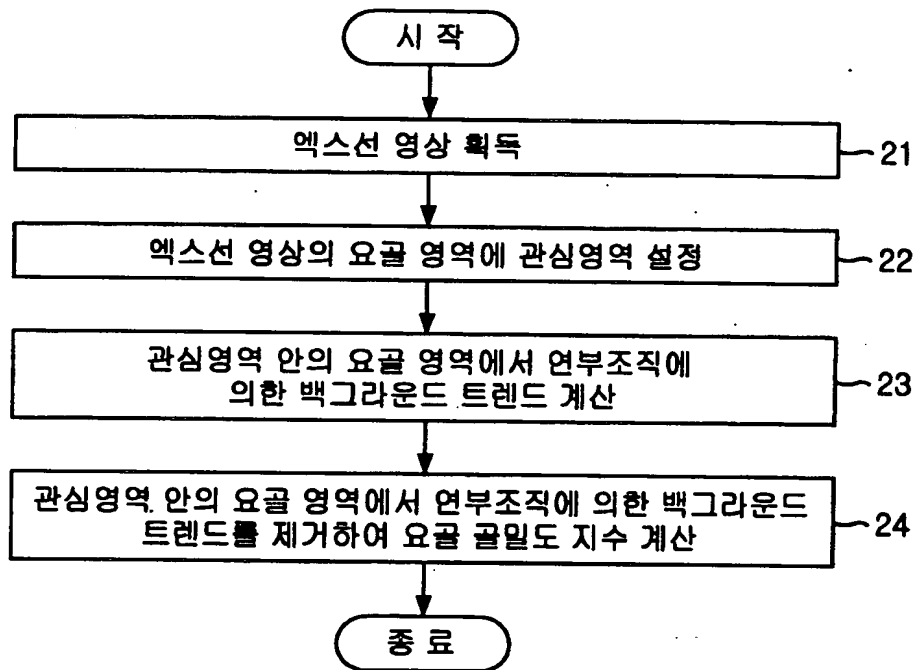 시 작
엑스선 영상 획득
21
엑스선 영상의 요골 영역에 관심영역 설정
22
관심영역 안의 요골 영역에서 연부조직에
의한 백그라운드 트렌드 계산
23
관심영역 안의 요골 영역에서 연부조직에 의한 백그라운드
트렌드를 제거하여 요골 골밀도 지수 계산
24
종 료